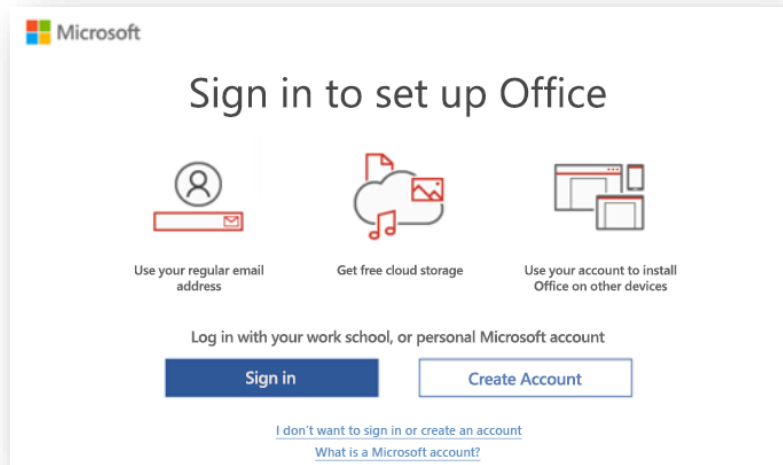 Microsoft
Sign in to set up Office
Use your regular email
address
Get free cloud storage
Use your account to install
Office on other devices
Log in with your work school, or personal Microsoft account
Sign in
Create Account
I don't want to sign in or create an account
What is a Microsoft account?